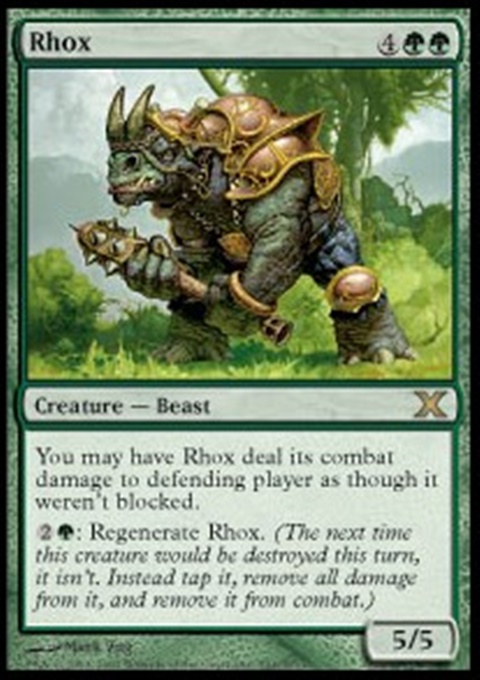 Rhox 4
Creature — Beast X
You may have Rhox deal its combat
damage to defending player as though it
weren't blocked.
2 : Regenerate Rhox. (The next time
this creature would be destroyed this turn,
it isn't. Instead tap it, remove all damage
from it, and remove it from combat.)
5/5